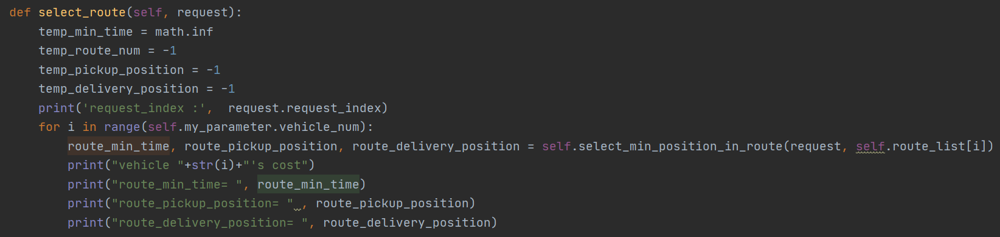 def select_route(self, request):
    temp_min_time = math.inf
    temp_route_num = -1
    temp_pickup_position = -1
    temp_delivery_position = -1
    print('request_index :',  request.request_index)
    for i in range(self.my_parameter.vehicle_num):
        route_min_time, route_pickup_position, route_delivery_position = self.select_min_position_in_route(request, self.route_list[i])
        print("vehicle "+str(i)+"'s cost")
        print("route_min_time= ", route_min_time)
        print("route_pickup_position= " , route_pickup_position)
        print("route_delivery_position= ", route_delivery_position)